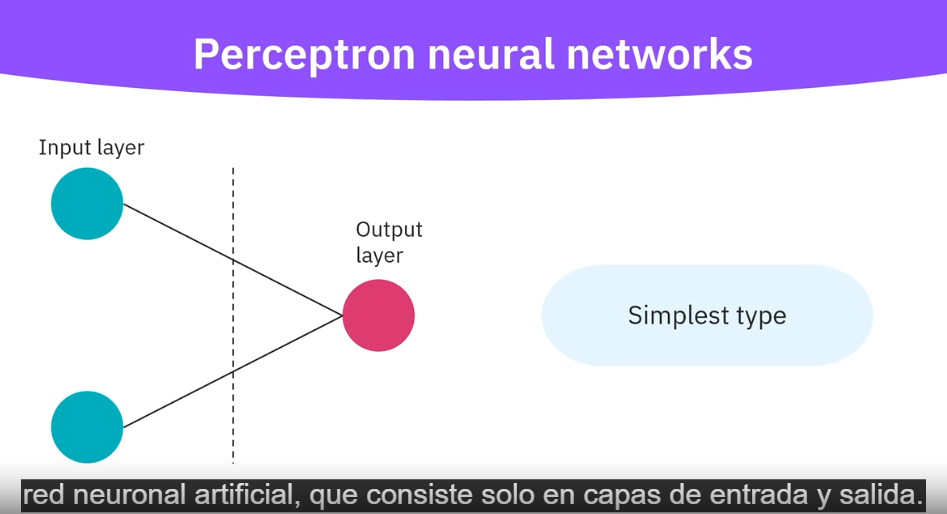 Perceptron neural networks
Input layer
Output
layer
Simplest type
red neuronal artificial, que consiste solo en capas de entrada y salida.